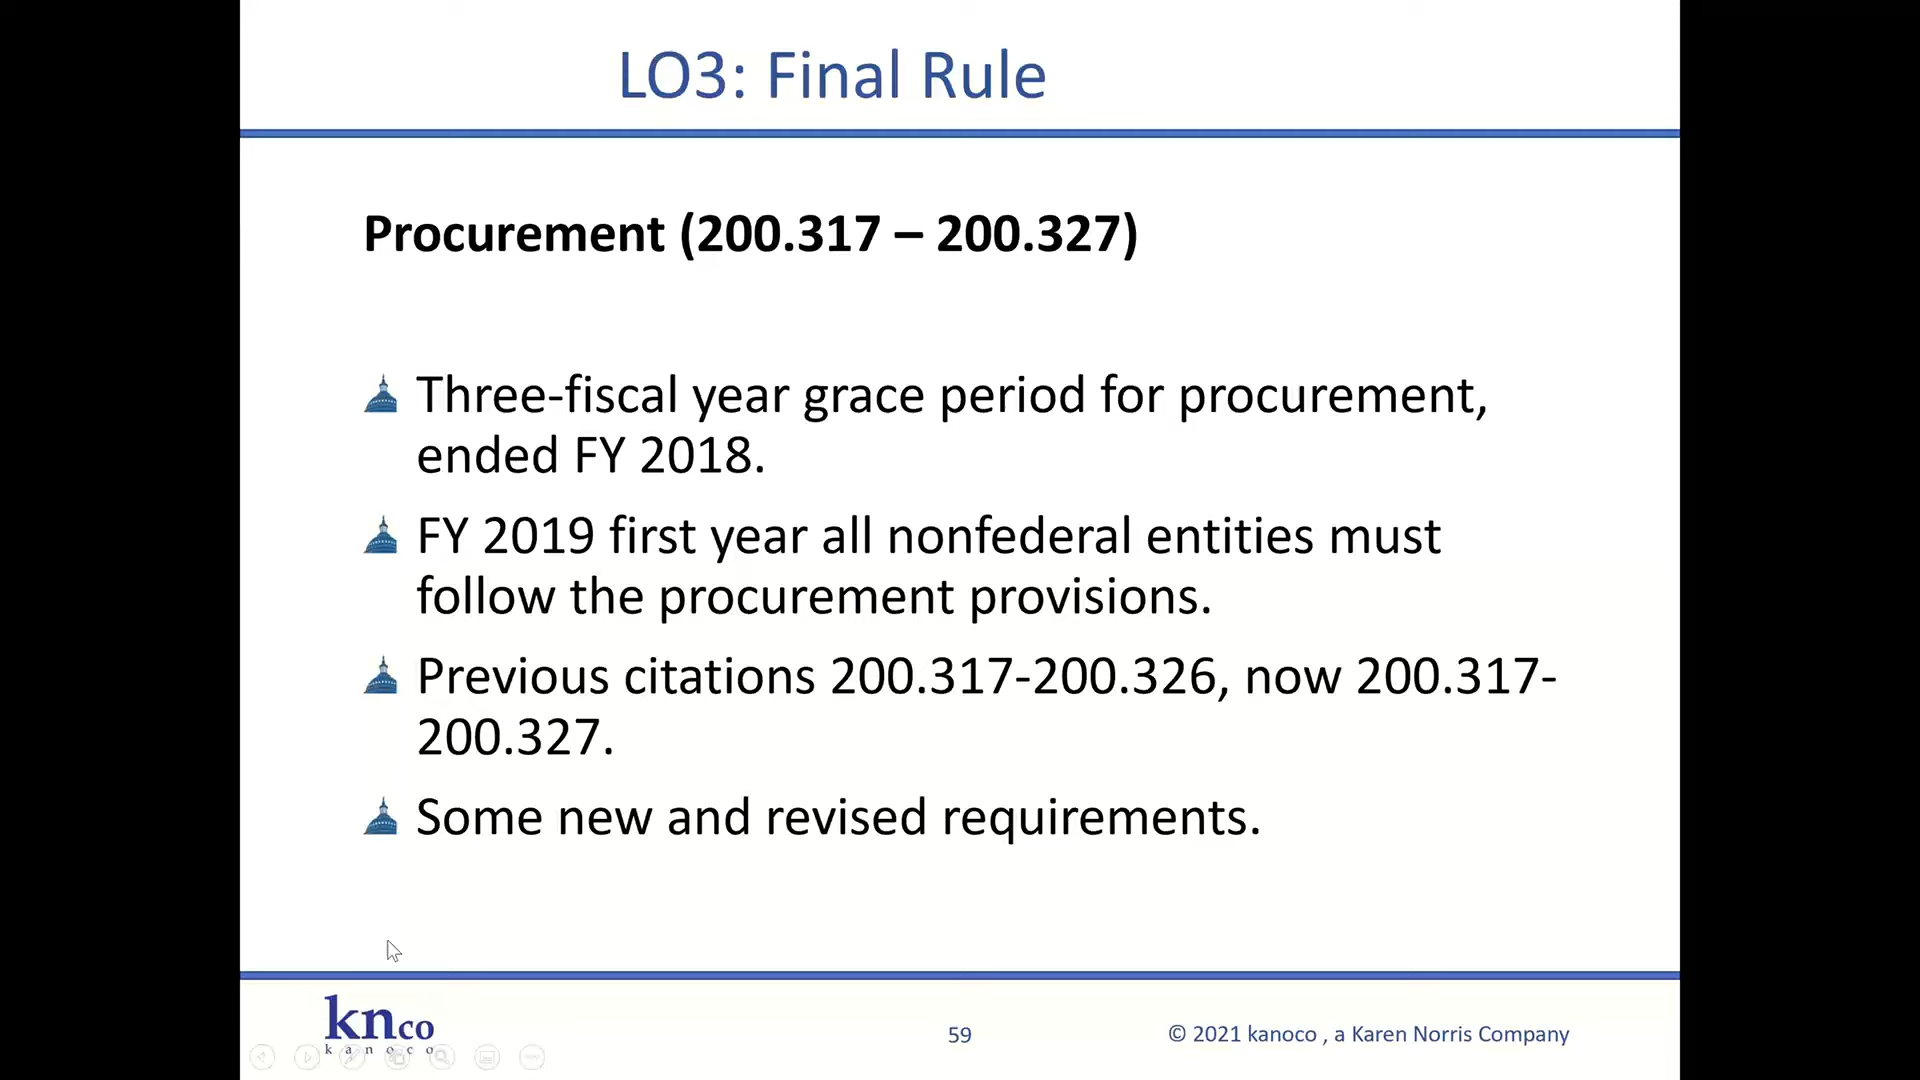 LO3: Final Rule
Procurement (200.317 – 200.327)
Three-fiscal year grace period for procurement,
ended FY 2018.
FY 2019 first year all nonfederal entities must
follow the procurement provisions.
Previous citations 200.317-200.326, now 200.317-
200.327.
Some new and revised requirements.
knco
kanoco
59
© 2021 kanoco , a Karen Norris Company